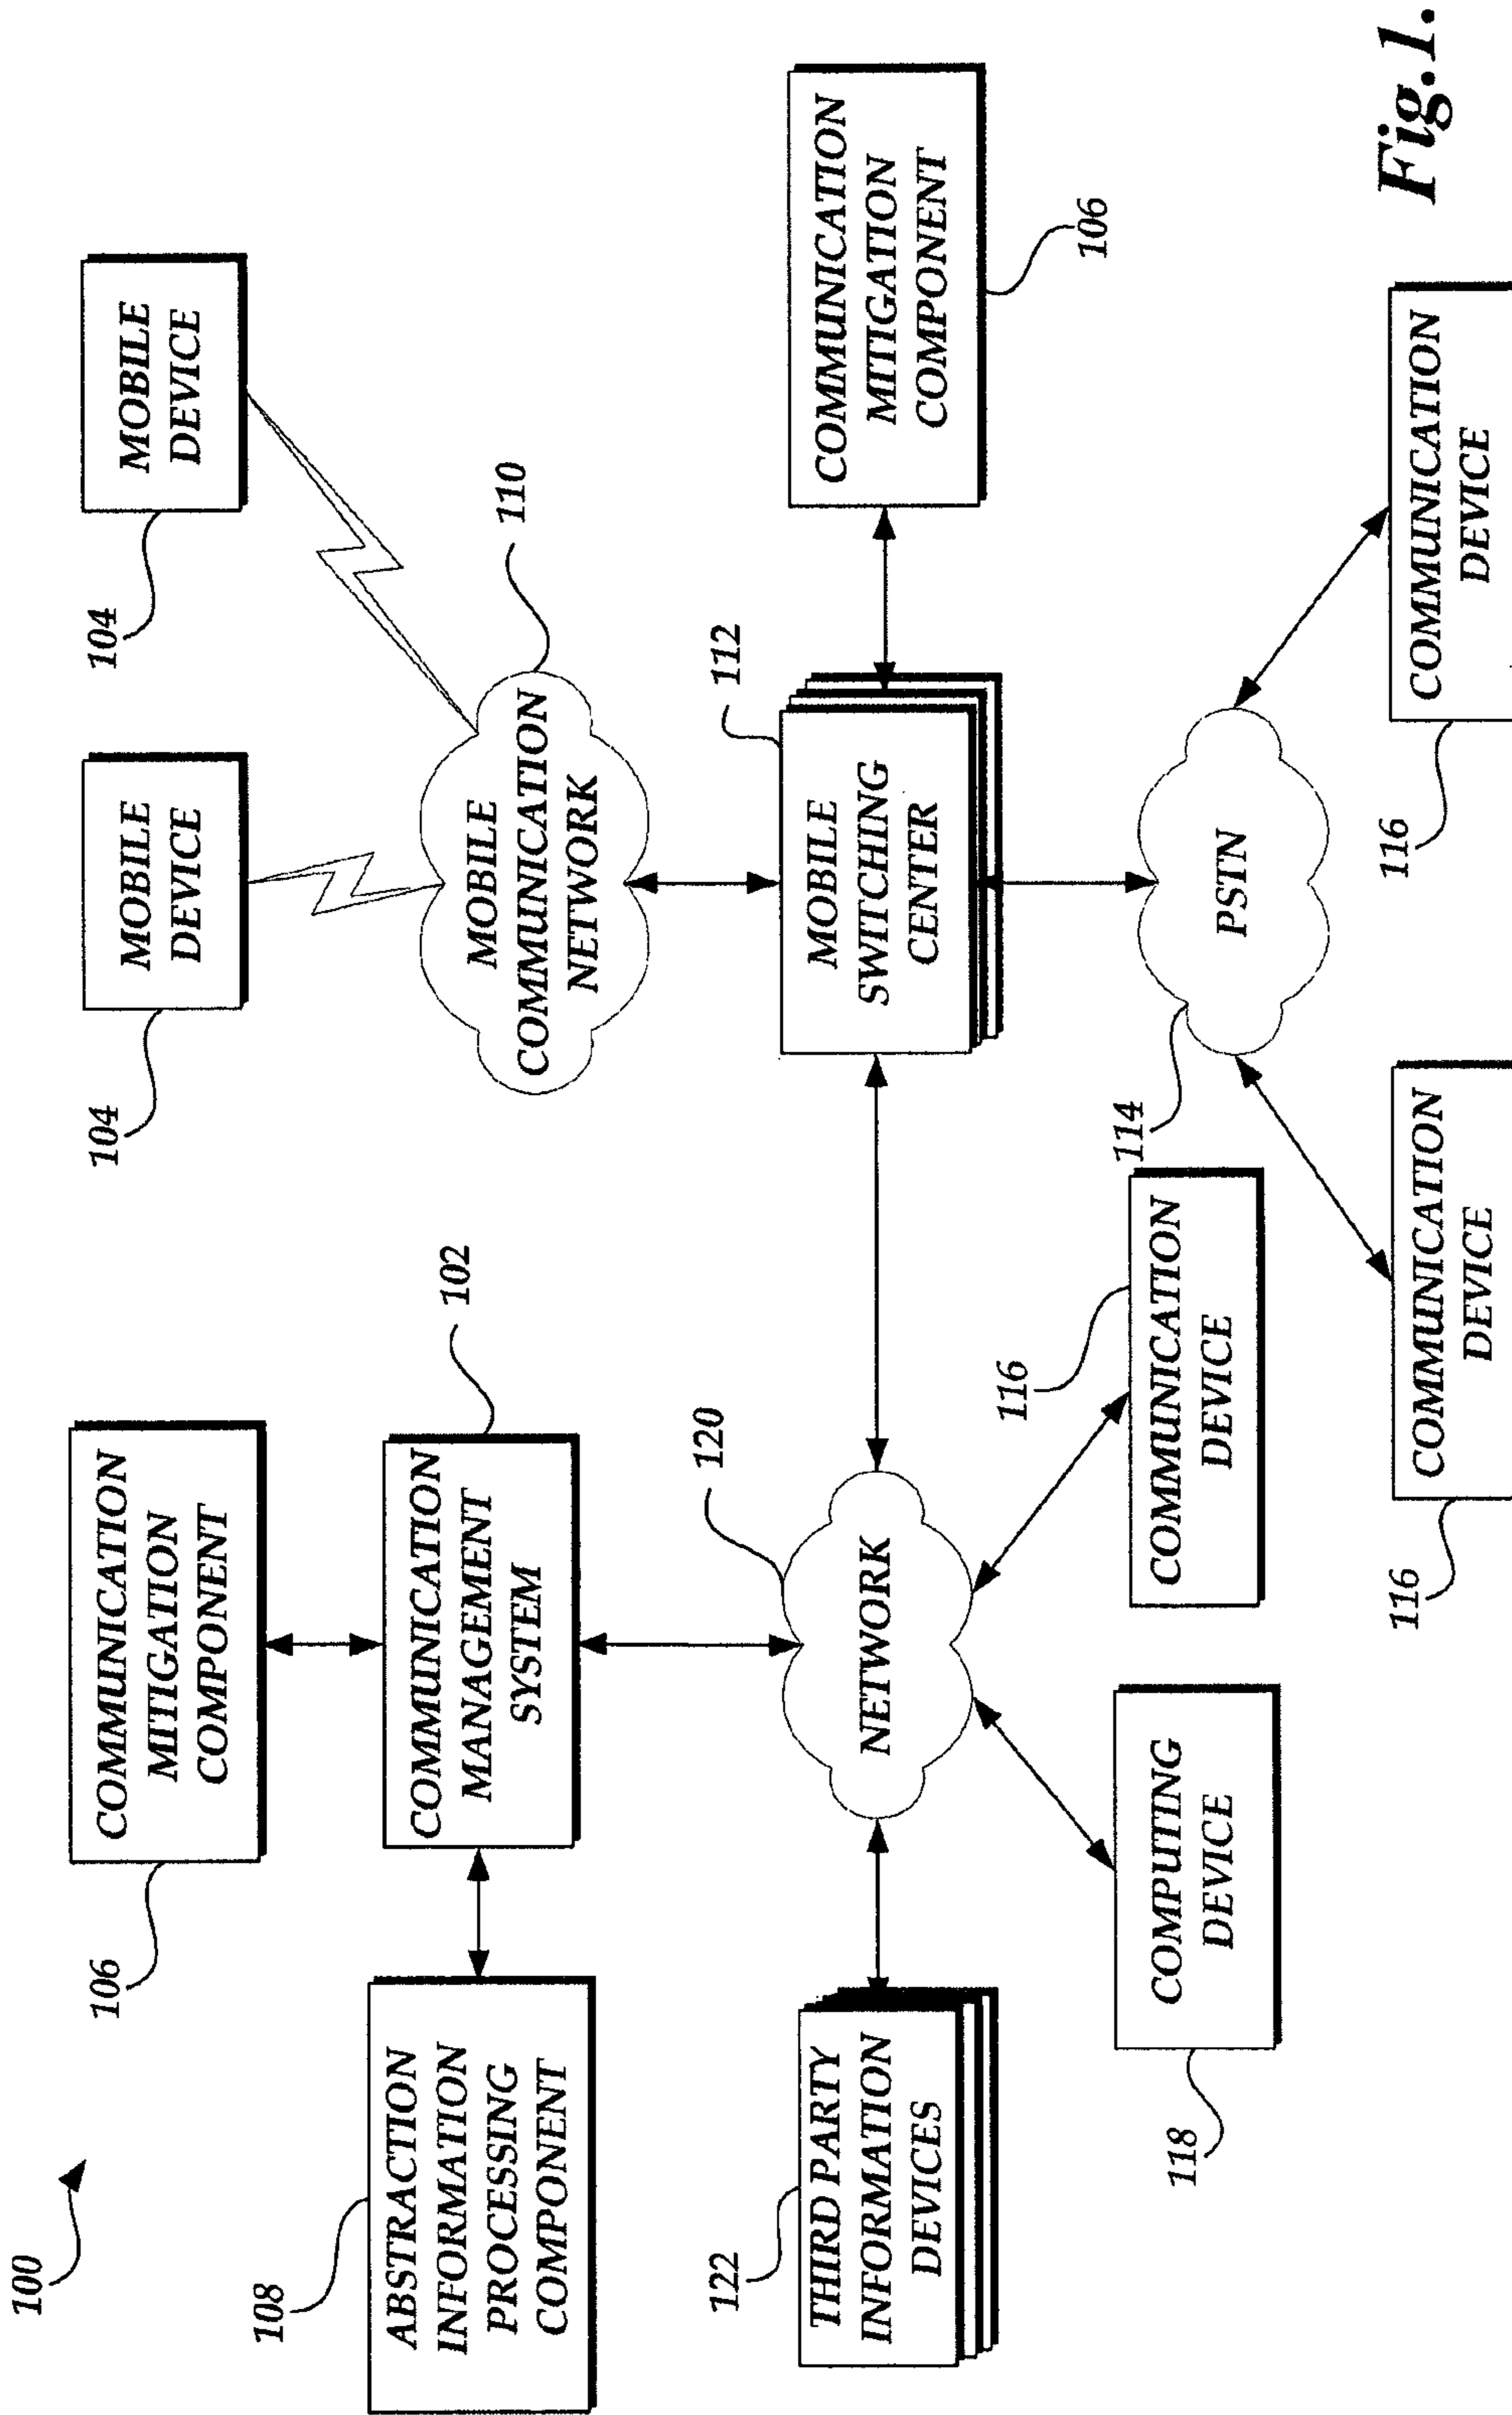 100
106
COMMUNICATION
MITIGATION
COMPONENT
104
MOBILE
DEVICE
104
MOBILE
DEVICE
108
ABSTRACTION
INFORMATION
PROCESSING
COMPONENT
COMMUNICATION
MANAGEMENT
SYSTEM
102
MOBILE
COMMUNICATION
NETWORK
110
122
THIRD PARTY
INFORMATION
DEVICES
NETWORK
120
MOBILE
SWITCHING
CENTER
112
COMMUNICATION
MITIGATION
COMPONENT
106
118
COMPUTING
DEVICE
116
COMMUNICATION
DEVICE
114
PSTN
116
COMMUNICATION
DEVICE
116
COMMUNICATION
DEVICE
Fig.1.